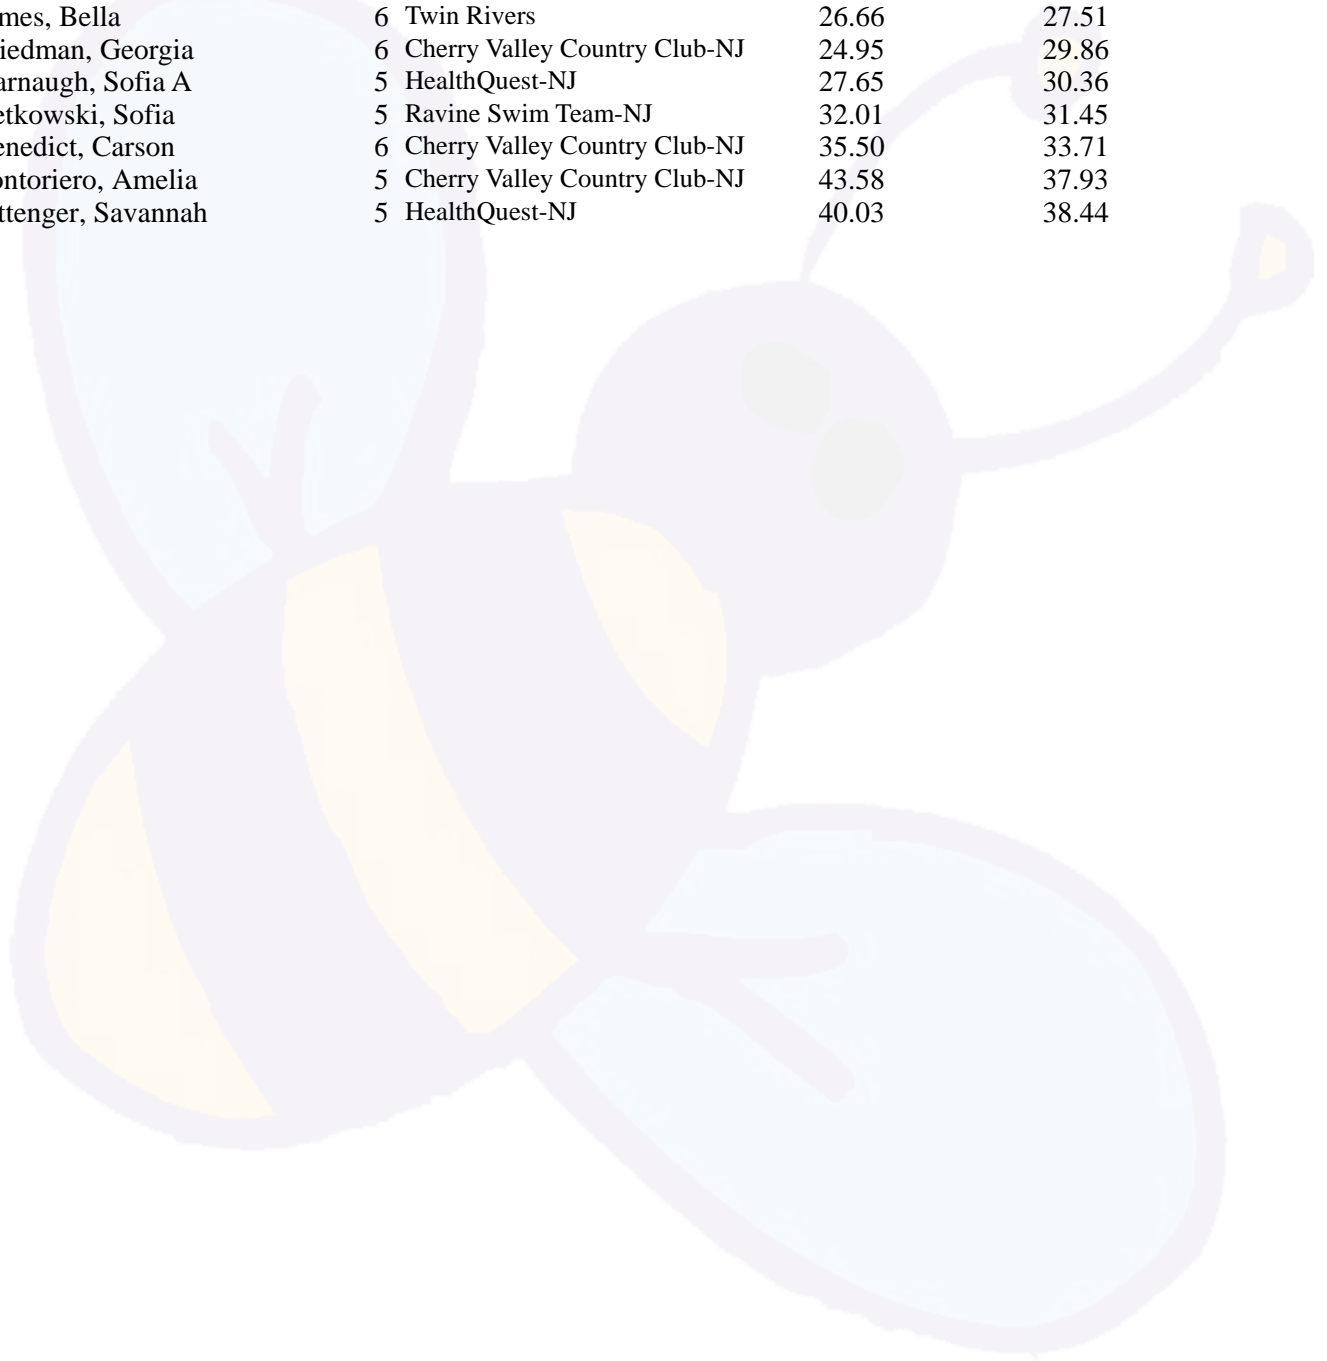 mes, Bella 6 Twin Rivers 26.66 27.51
iedman, Georgia 6 Cherry Valley Country Club-NJ 24.95 29.86
arnaugh, Sofia A 5 HealthQuest-NJ 27.65 30.36
etkowski, Sofia 5 Ravine Swim Team-NJ 32.01 31.45
enedict, Carson 6 Cherry Valley Country Club-NJ 35.50 33.71
ontoriero, Amelia 5 Cherry Valley Country Club-NJ 43.58 37.93
ttenger, Savannah 5 HealthQuest-NJ 40.03 38.44